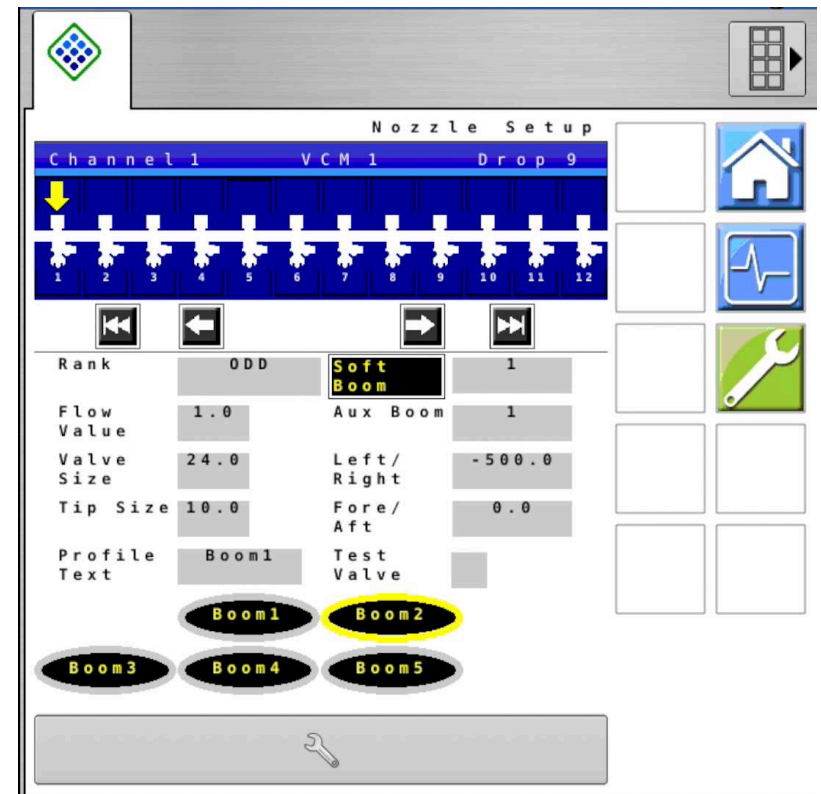 Nozzle Setup
Channel 1 VCM 1 Drop 9
1 2 3 4 5 6 7 8 9 10 11 12
Rank ODD Soft Boom 1
Flow Value 1.0 Aux Boom 1
Valve Size 24.0 Left/ Right -500.0
Tip Size 10.0 Fore/ Aft 0.0
Profile Text Boom1 Test Valve
Boom1 Boom2
Boom3 Boom4 Boom5